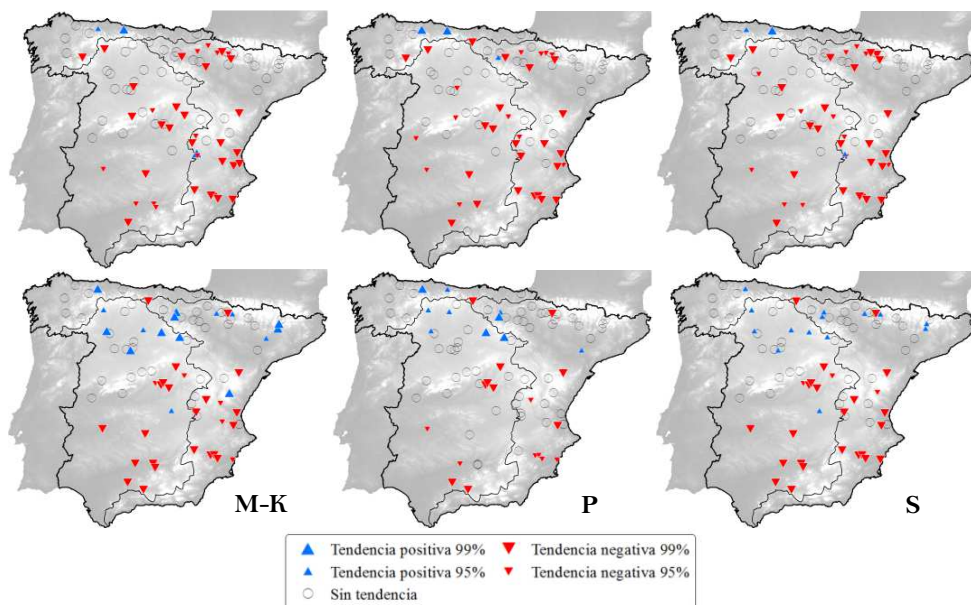 M-K
P
S
Tendencia positiva 99%
Tendencia negativa 99%
Tendencia positiva 95%
Tendencia negativa 95%
Sin tendencia